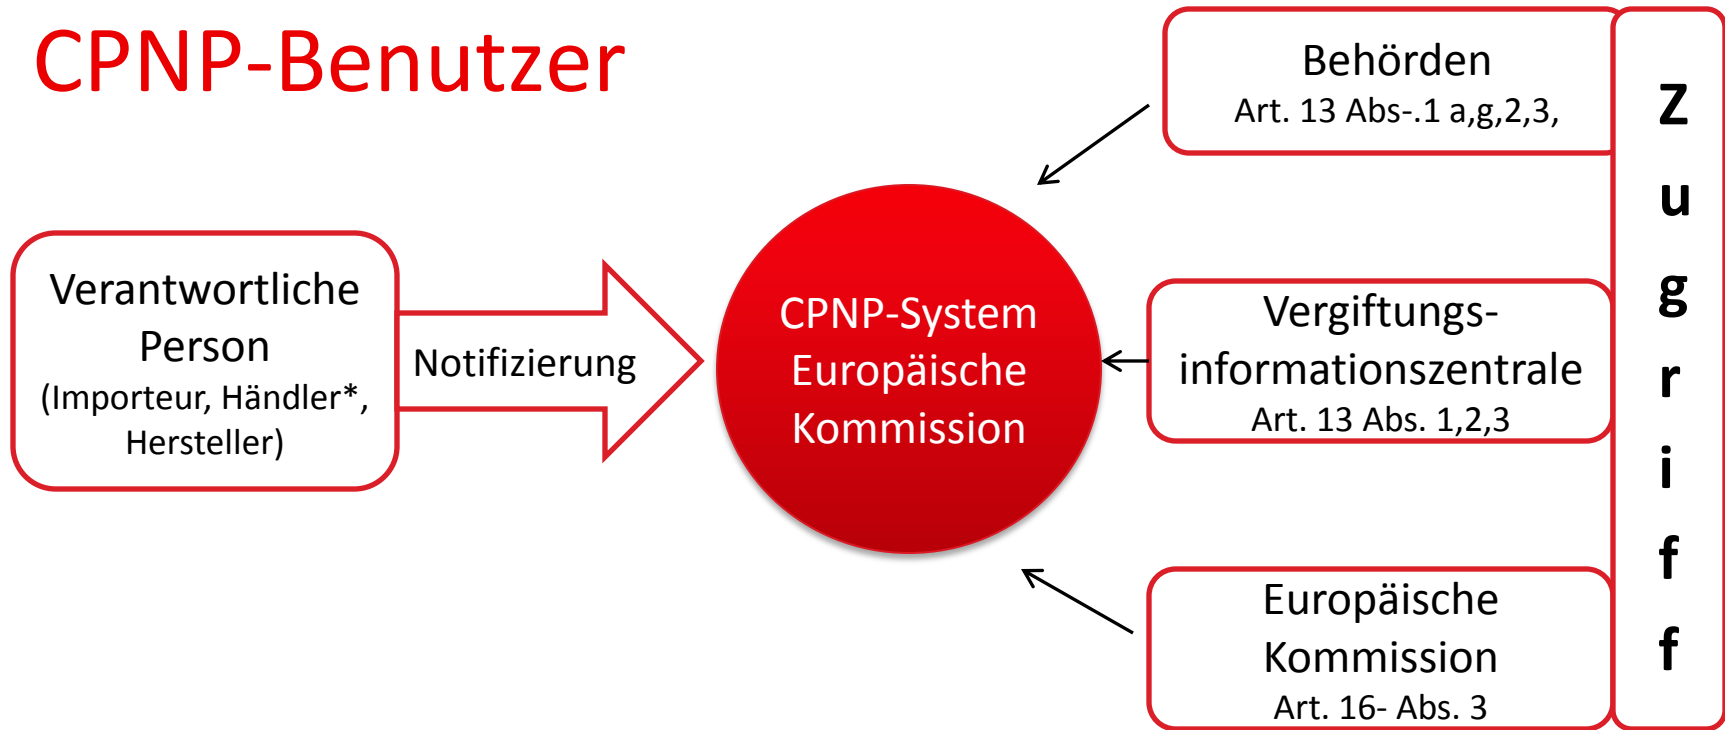 CPNP-Benutzer
Verantwortliche
Person
(Importeur, Händler*,
Hersteller)
Notifizierung
CPNP-System
Europäische
Kommission
Behörden
Art. 13 Abs-.1 a,g,2,3,
Vergiftungs-
informationszentrale
Art. 13 Abs. 1,2,3
Europäische
Kommission
Art. 16- Abs. 3
Z
u
g
r
i
f
f